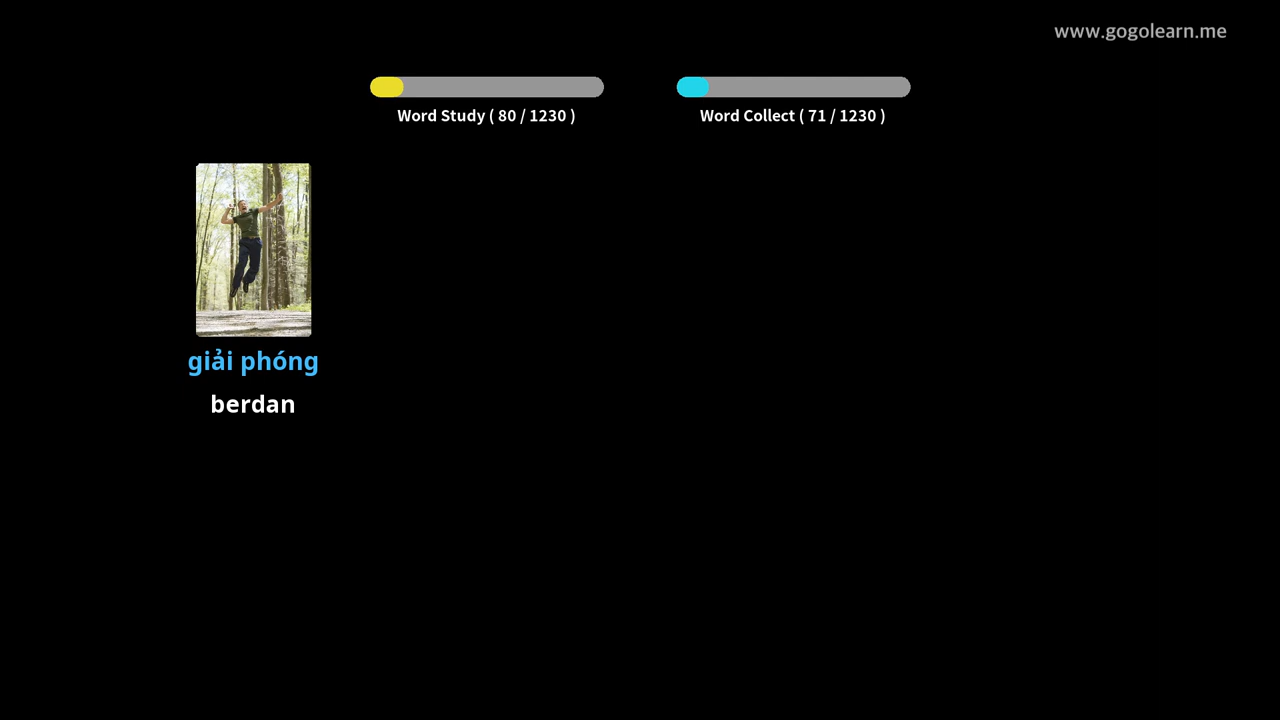 www.gogolearn.me
Word Study ( 80 / 1230 )
Word Collect ( 71 / 1230 )
giải phóng
berdan